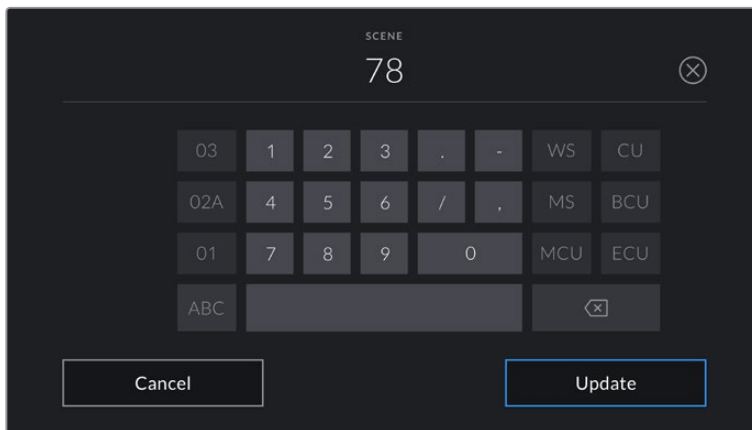 SCENE
78
03 1 2 3 . - WS CU
02A 4 5 6 / , MS BCU
01 7 8 9 0 MCU ECU
ABC
Cancel Update